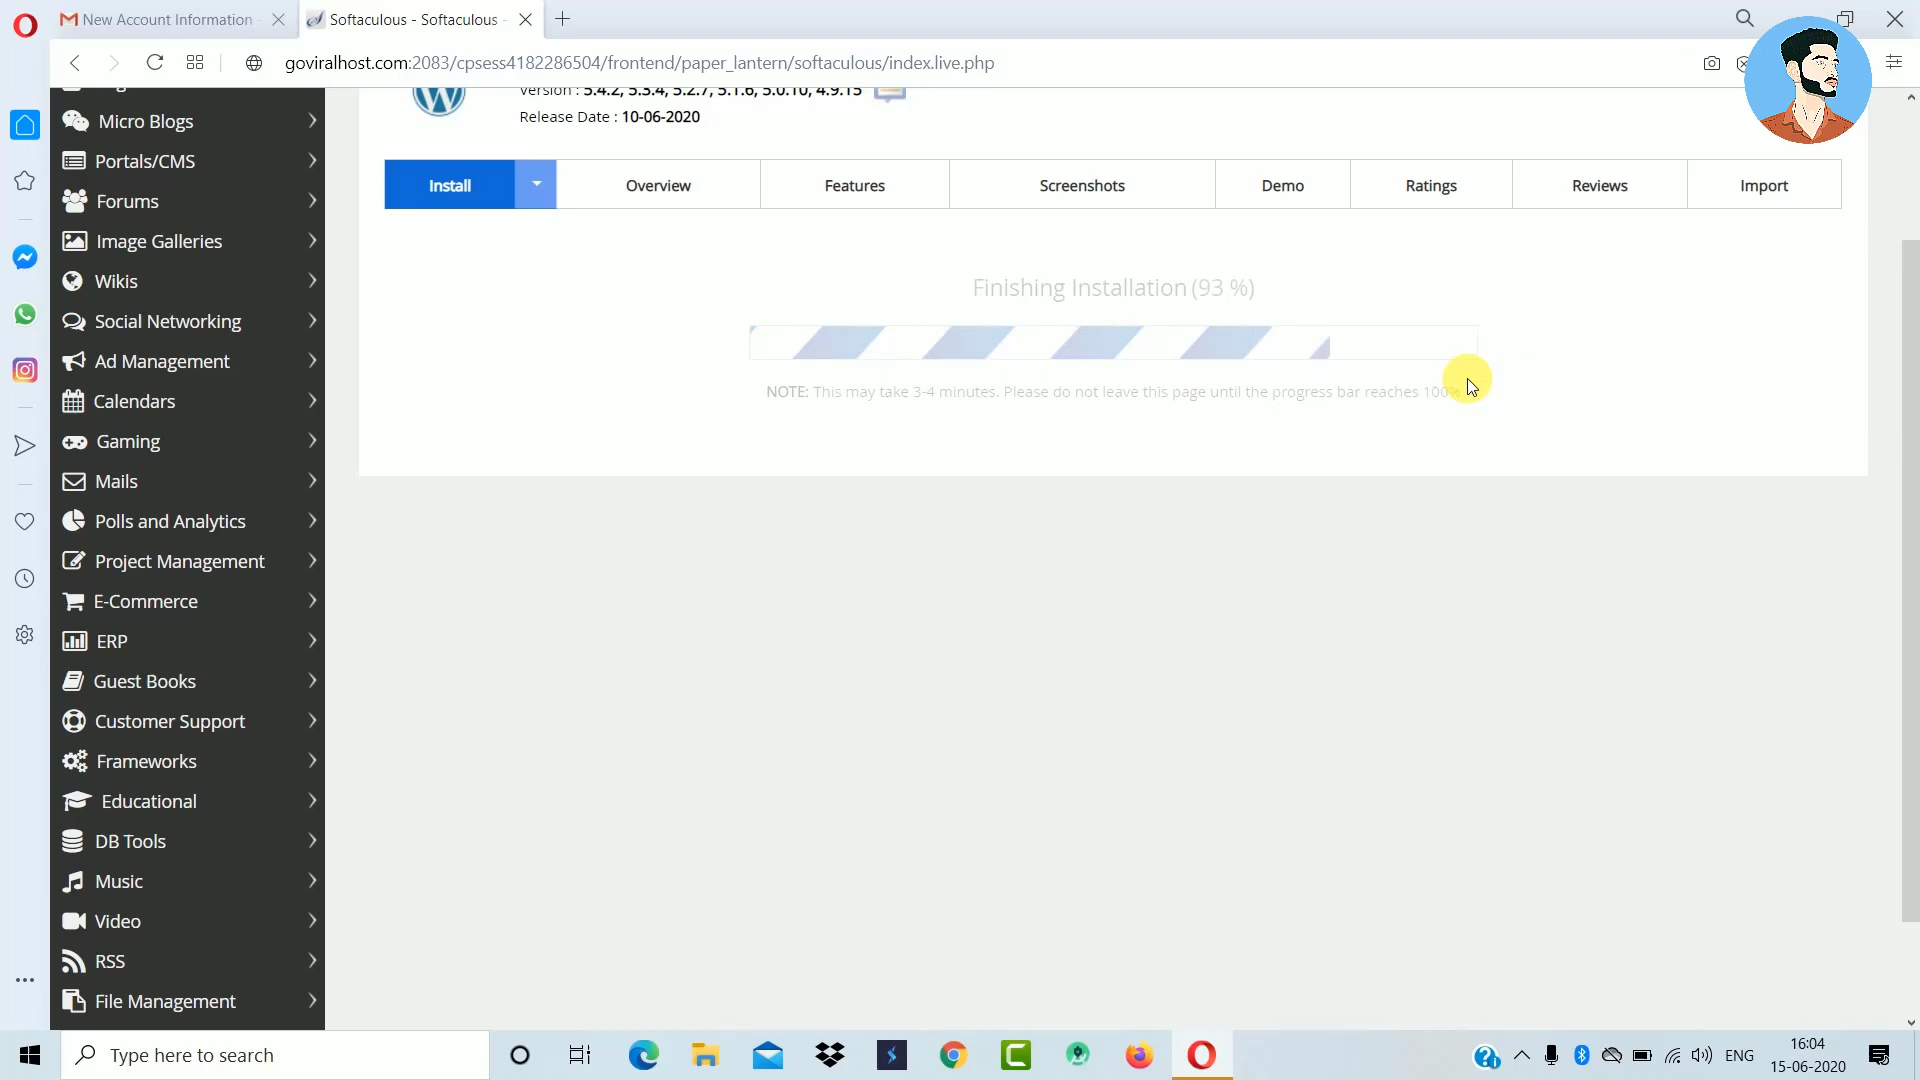 New Account Information
Softaculous - Softaculous -
goviralhost.com:2083/cpsess4182286504/frontend/paper_lantern/softaculous/index.live.php
Version : 5.4.2, 5.3.4, 5.2.7, 5.1.6, 5.0.10, 4.9.15
Release Date : 10-06-2020
Install
Overview
Features
Screenshots
Demo
Ratings
Reviews
Import
Finishing Installation (93 %)
NOTE: This may take 3-4 minutes. Please do not leave this page until the progress bar reaches 100%
Micro Blogs
Portals/CMS
Forums
Image Galleries
Wikis
Social Networking
Ad Management
Calendars
Gaming
Mails
Polls and Analytics
Project Management
E-Commerce
ERP
Guest Books
Customer Support
Frameworks
Educational
DB Tools
Music
Video
RSS
File Management
Type here to search
ENG
16:04
15-06-2020